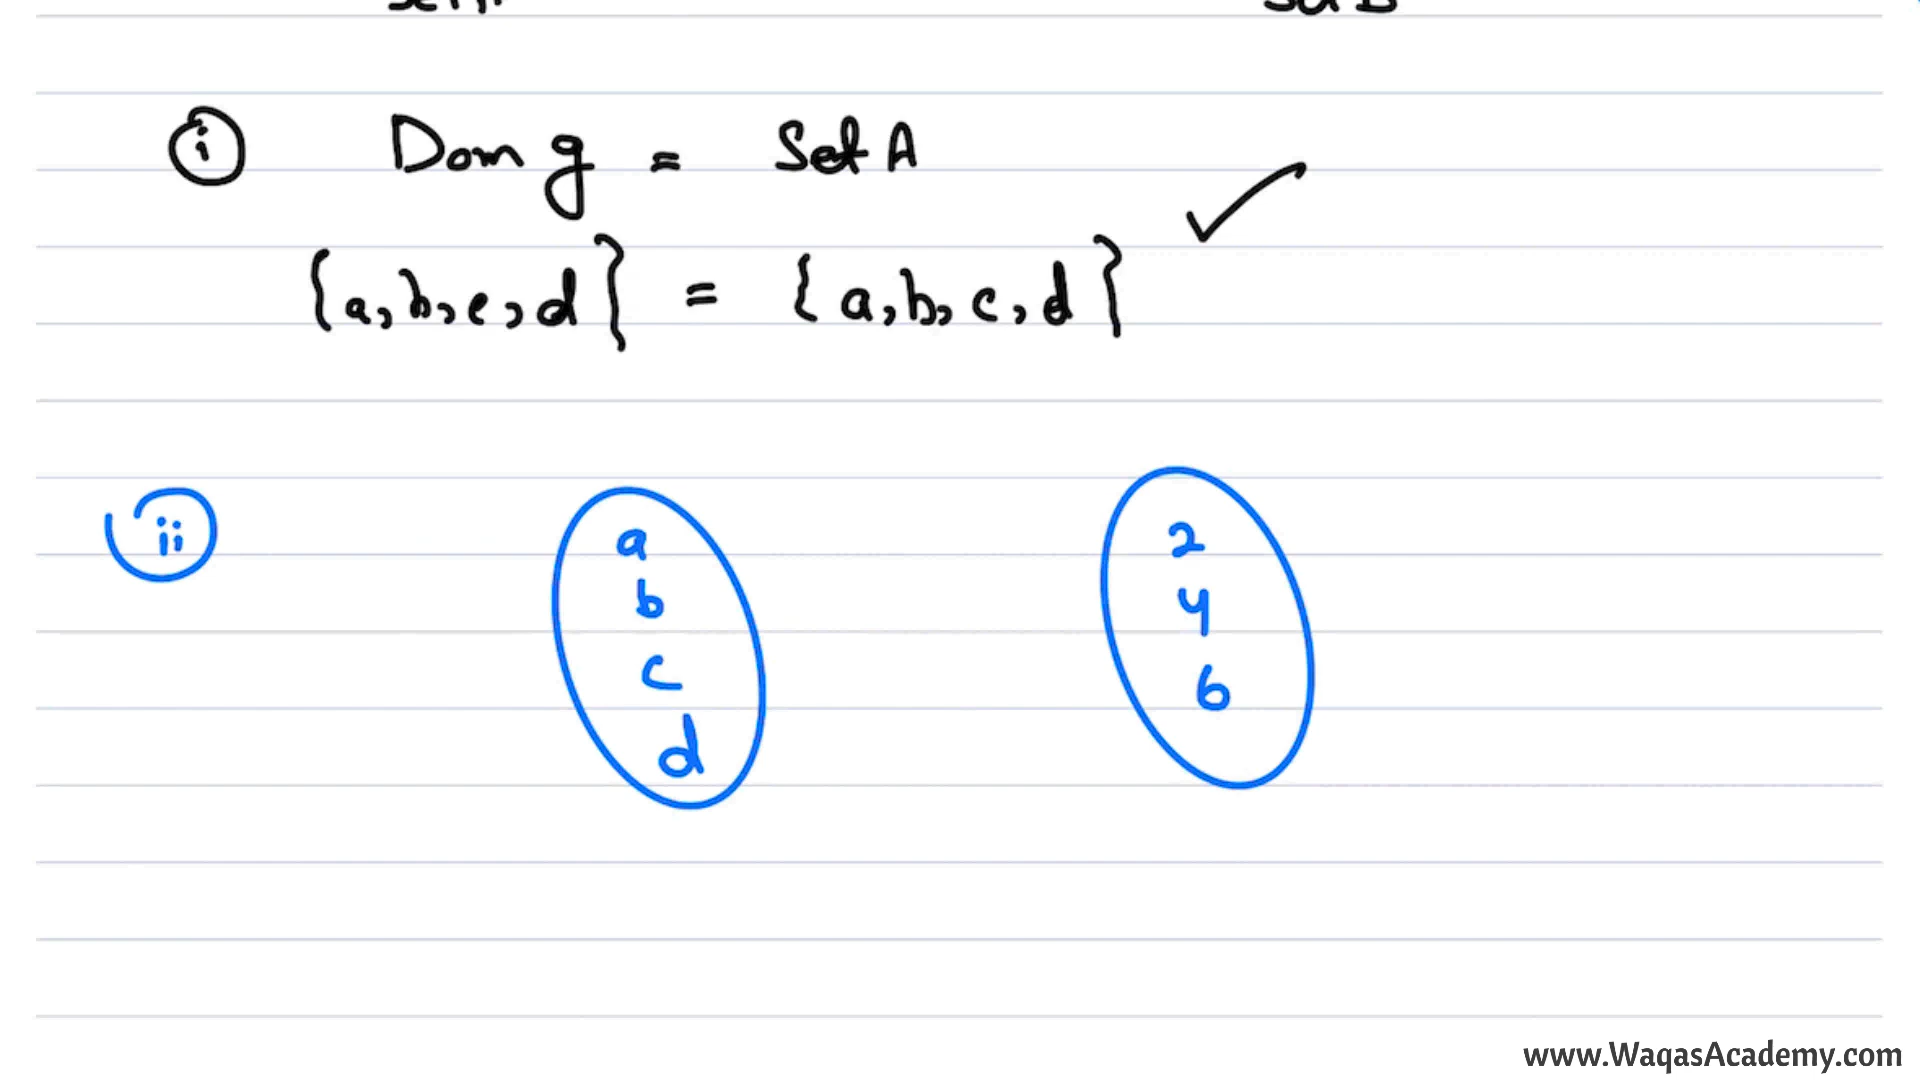 i Dom g = Set A
{a, b, c, d} = {a, b, c, d}
ii
a
b
c
d
2
4
6
www.WaqasAcademy.com